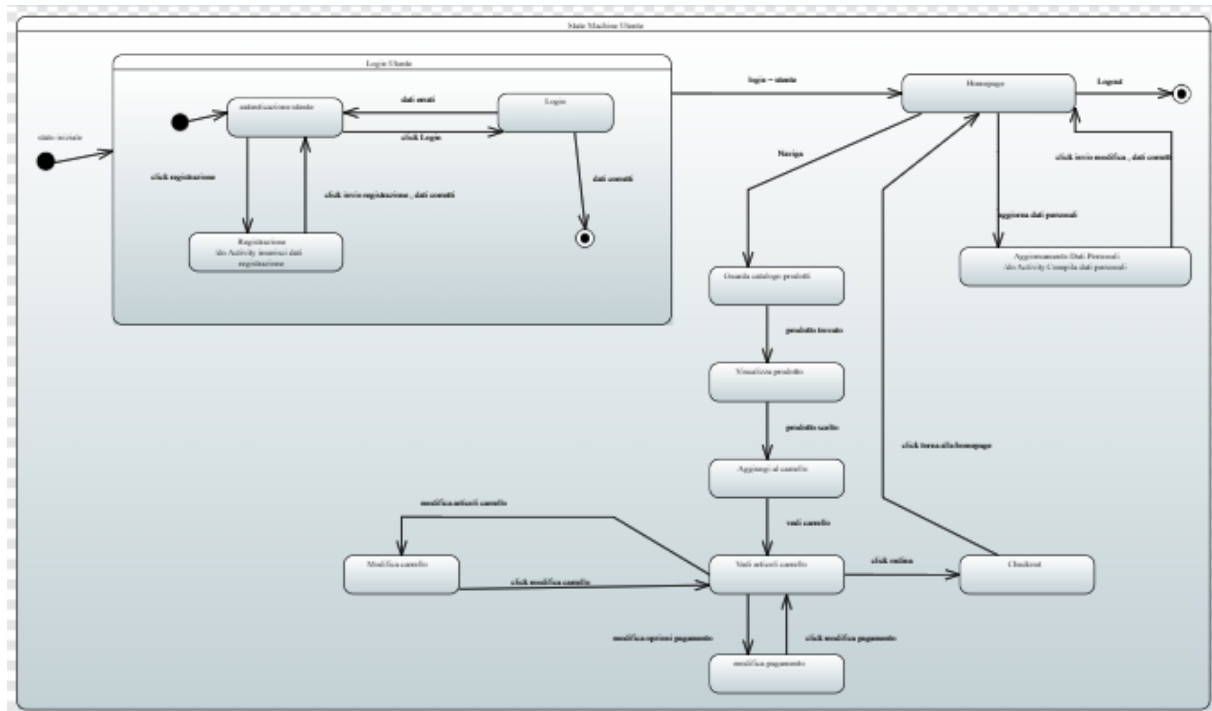 State Machine Utente
Login Utente
stato iniziale
autenticazione utente
dati errati
Login
click Login
click registrazione
click invio registrazione , dati corretti
dati corretti
Registrazione
/do Activity inserisci dati
registrazione
login – utente
Homepage
Logout
Naviga
click invio modifica , dati corretti
aggiorna dati personali
Aggiornamento Dati Personali
/do Activity Compila dati personali
Guarda catalogo prodotti
prodotto trovato
Visualizza prodotto
prodotto scelto
click torna alla homepage
Aggiungi al carrello
modifica articoli carrello
vedi carrello
Modifica carrello
click modifica carrello
Vedi articoli carrello
click ordina
Checkout
modifica opzioni pagamento
click modifica pagamento
modifica pagamento